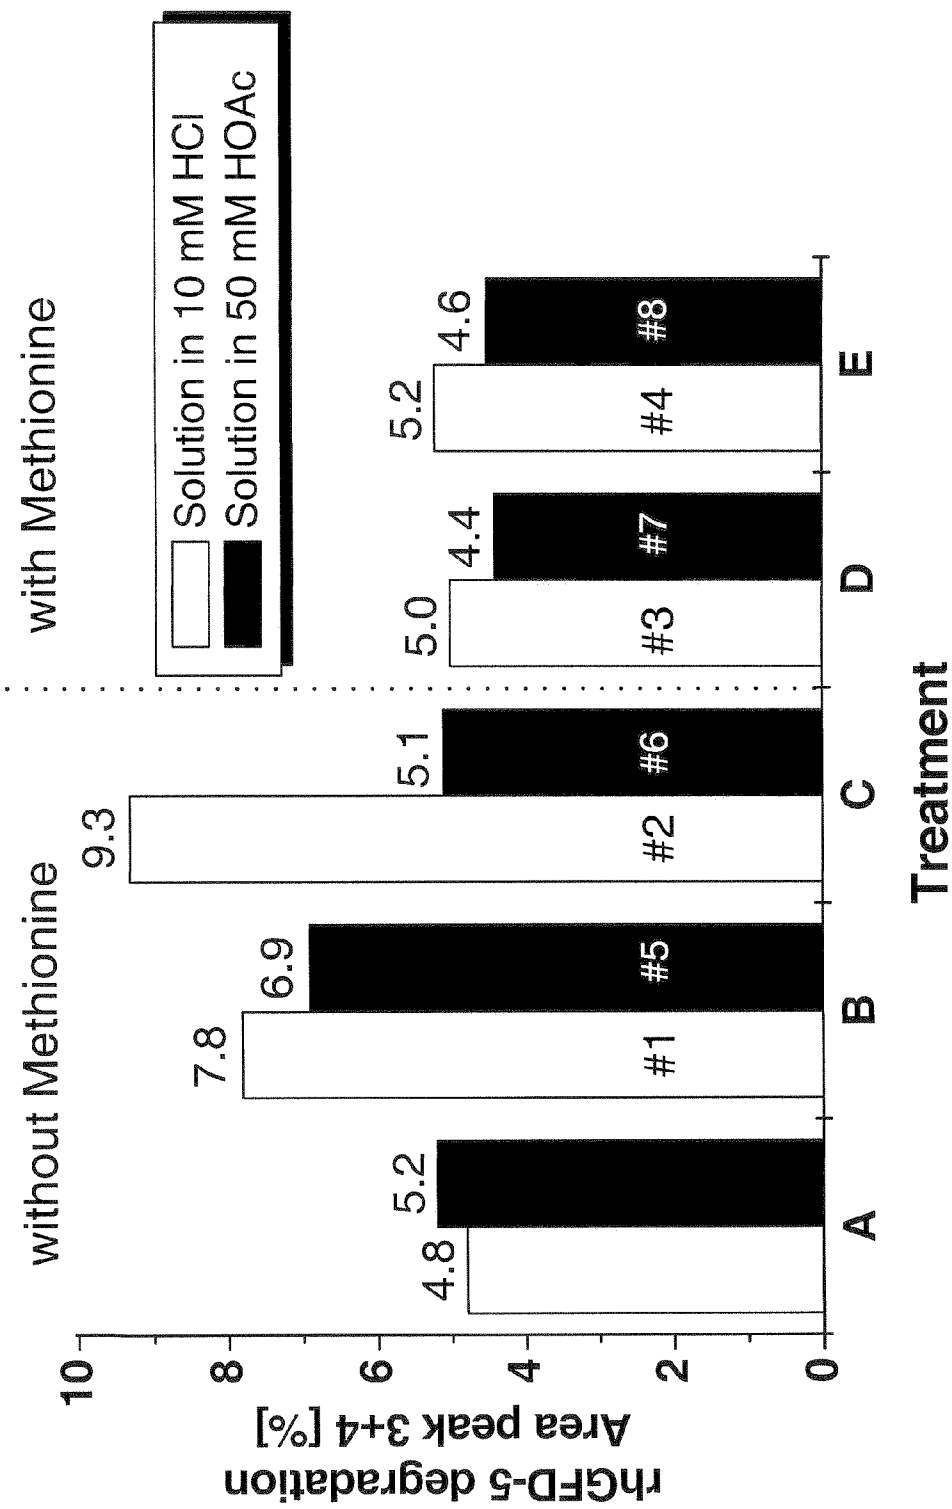 without Methionine
with Methionine
Solution in 10 mM HCl
Solution in 50 mM HOAc
rhGFD-5 degradation
Area peak 3+4 [%]
10
8
6
4
2
0
4.8
5.2
7.8
6.9
9.3
5.1
5.0
4.4
5.2
4.6
#1
#5
#2
#6
#3
#7
#4
#8
A
B
C
D
E
Treatment